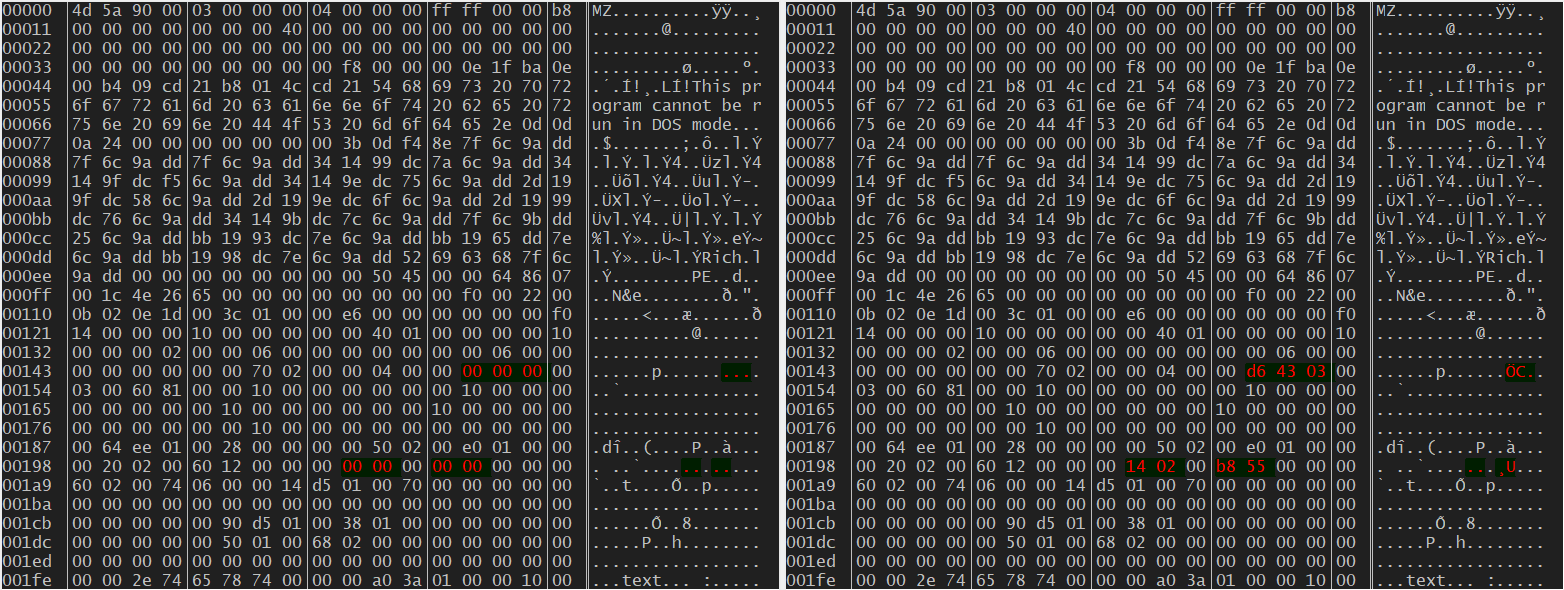 00000 4d 5a 90 00 03 00 00 00 04 00 00 00 ff ff 00 00 b8 MZ..........ÿÿ..¸
00011 00 00 00 00 00 00 00 40 00 00 00 00 00 00 00 00 00 .......@.........
00022 00 00 00 00 00 00 00 00 00 00 00 00 00 00 00 00 00 .................
00033 00 00 00 00 00 00 00 00 00 f8 00 00 00 0e 1f ba 0e .........ø.....º.
00044 00 b4 09 cd 21 b8 01 4c cd 21 54 68 69 73 20 70 72 .´.Í!¸.LÍ!This pr
00055 6f 67 72 61 6d 20 63 61 6e 6e 6f 74 20 62 65 20 72 ogram cannot be r
00066 75 6e 20 69 6e 20 44 4f 53 20 6d 6f 64 65 2e 0d 0d un in DOS mode...
00077 0a 24 00 00 00 00 00 00 00 3b 0d f4 8e 7f 6c 9a dd .$.......;.ô..l.Ý
00088 7f 6c 9a dd 7f 6c 9a dd 34 14 99 dc 7a 6c 9a dd 34 .l.Ý.l.Ý4..Üzl.Ý4
00099 14 9f dc f5 6c 9a dd 34 14 9e dc 75 6c 9a dd 2d 19 ..Üõl.Ý4..Üul.Ý-.
000aa 9f dc 58 6c 9a dd 2d 19 9e dc 6f 6c 9a dd 2d 19 99 .ÜXl.Ý-..Üol.Ý-..
000bb dc 76 6c 9a dd 34 14 9b dc 7c 6c 9a dd 7f 6c 9b dd Üvl.Ý4..Ü|l.Ý.l.Ý
000cc 25 6c 9a dd bb 19 93 dc 7e 6c 9a dd bb 19 65 dd 7e %l.Ý»..Ü~l.Ý».eÝ~
000dd 6c 9a dd bb 19 98 dc 7e 6c 9a dd 52 69 63 68 7f 6c l.Ý»..Ü~l.ÝRich.l
000ee 9a dd 00 00 00 00 00 00 00 00 50 45 00 00 64 86 07 .Ý........PE..d..
000ff 00 1c 4e 26 65 00 00 00 00 00 00 00 00 f0 00 22 00 ..N&e........ð.".
00110 0b 02 0e 1d 00 3c 01 00 00 e6 00 00 00 00 00 00 f0 .....<...æ......ð
00121 14 00 00 00 10 00 00 00 00 00 40 01 00 00 00 00 10 ..........@......
00132 00 00 00 02 00 00 06 00 00 00 00 00 00 00 06 00 00 .................
00143 00 00 00 00 00 00 70 02 00 00 04 00 00 00 00 00 00 ......p..........
00154 03 00 60 81 00 00 10 00 00 00 00 00 00 10 00 00 00 ..`..............
00165 00 00 00 00 00 10 00 00 00 00 00 00 10 00 00 00 00 .................
00176 00 00 00 00 00 00 10 00 00 00 00 00 00 00 00 00 00 .................
00187 00 64 ee 01 00 28 00 00 00 00 50 02 00 e0 01 00 00 .dî..(....P..à...
00198 00 20 02 00 60 12 00 00 00 00 00 00 00 00 00 00 00 . ..`............
001a9 60 02 00 74 06 00 00 14 d5 01 00 70 00 00 00 00 00 `..t....Õ..p.....
001ba 00 00 00 00 00 00 00 00 00 00 00 00 00 00 00 00 00 .................
001cb 00 00 00 00 00 00 90 d5 01 00 38 01 00 00 00 00 00 .......Õ..8......
001dc 00 00 00 00 00 50 01 00 68 02 00 00 00 00 00 00 00 .....P..h........
001ed 00 00 00 00 00 00 00 00 00 00 00 00 00 00 00 00 00 .................
001fe 00 00 2e 74 65 78 74 00 00 00 a0 3a 01 00 00 10 00 ...text... :.....
00000 4d 5a 90 00 03 00 00 00 04 00 00 00 ff ff 00 00 b8 MZ..........ÿÿ..¸
00011 00 00 00 00 00 00 00 40 00 00 00 00 00 00 00 00 00 .......@.........
00022 00 00 00 00 00 00 00 00 00 00 00 00 00 00 00 00 00 .................
00033 00 00 00 00 00 00 00 00 00 f8 00 00 00 0e 1f ba 0e .........ø.....º.
00044 00 b4 09 cd 21 b8 01 4c cd 21 54 68 69 73 20 70 72 .´.Í!¸.LÍ!This pr
00055 6f 67 72 61 6d 20 63 61 6e 6e 6f 74 20 62 65 20 72 ogram cannot be r
00066 75 6e 20 69 6e 20 44 4f 53 20 6d 6f 64 65 2e 0d 0d un in DOS mode...
00077 0a 24 00 00 00 00 00 00 00 3b 0d f4 8e 7f 6c 9a dd .$.......;.ô..l.Ý
00088 7f 6c 9a dd 7f 6c 9a dd 34 14 99 dc 7a 6c 9a dd 34 .l.Ý.l.Ý4..Üzl.Ý4
00099 14 9f dc f5 6c 9a dd 34 14 9e dc 75 6c 9a dd 2d 19 ..Üõl.Ý4..Üul.Ý-.
000aa 9f dc 58 6c 9a dd 2d 19 9e dc 6f 6c 9a dd 2d 19 99 .ÜXl.Ý-..Üol.Ý-..
000bb dc 76 6c 9a dd 34 14 9b dc 7c 6c 9a dd 7f 6c 9b dd Üvl.Ý4..Ü|l.Ý.l.Ý
000cc 25 6c 9a dd bb 19 93 dc 7e 6c 9a dd bb 19 65 dd 7e %l.Ý»..Ü~l.Ý».eÝ~
000dd 6c 9a dd bb 19 98 dc 7e 6c 9a dd 52 69 63 68 7f 6c l.Ý»..Ü~l.ÝRich.l
000ee 9a dd 00 00 00 00 00 00 00 00 50 45 00 00 64 86 07 .Ý........PE..d..
000ff 00 1c 4e 26 65 00 00 00 00 00 00 00 00 f0 00 22 00 ..N&e........ð.".
00110 0b 02 0e 1d 00 3c 01 00 00 e6 00 00 00 00 00 00 f0 .....<...æ......ð
00121 14 00 00 00 10 00 00 00 00 00 40 01 00 00 00 00 10 ..........@......
00132 00 00 00 02 00 00 06 00 00 00 00 00 00 00 06 00 00 .................
00143 00 00 00 00 00 00 70 02 00 00 04 00 00 d6 43 03 00 ......p......ÖC..
00154 03 00 60 81 00 00 10 00 00 00 00 00 00 10 00 00 00 ..`..............
00165 00 00 00 00 00 10 00 00 00 00 00 00 10 00 00 00 00 .................
00176 00 00 00 00 00 00 10 00 00 00 00 00 00 00 00 00 00 .................
00187 00 64 ee 01 00 28 00 00 00 00 50 02 00 e0 01 00 00 .dî..(....P..à...
00198 00 20 02 00 60 12 00 00 00 14 02 00 b8 55 00 00 00 . ..`.......¸U...
001a9 60 02 00 74 06 00 00 14 d5 01 00 70 00 00 00 00 00 `..t....Õ..p.....
001ba 00 00 00 00 00 00 00 00 00 00 00 00 00 00 00 00 00 .................
001cb 00 00 00 00 00 00 90 d5 01 00 38 01 00 00 00 00 00 .......Õ..8......
001dc 00 00 00 00 00 50 01 00 68 02 00 00 00 00 00 00 00 .....P..h........
001ed 00 00 00 00 00 00 00 00 00 00 00 00 00 00 00 00 00 .................
001fe 00 00 2e 74 65 78 74 00 00 00 a0 3a 01 00 00 10 00 ...text... :.....